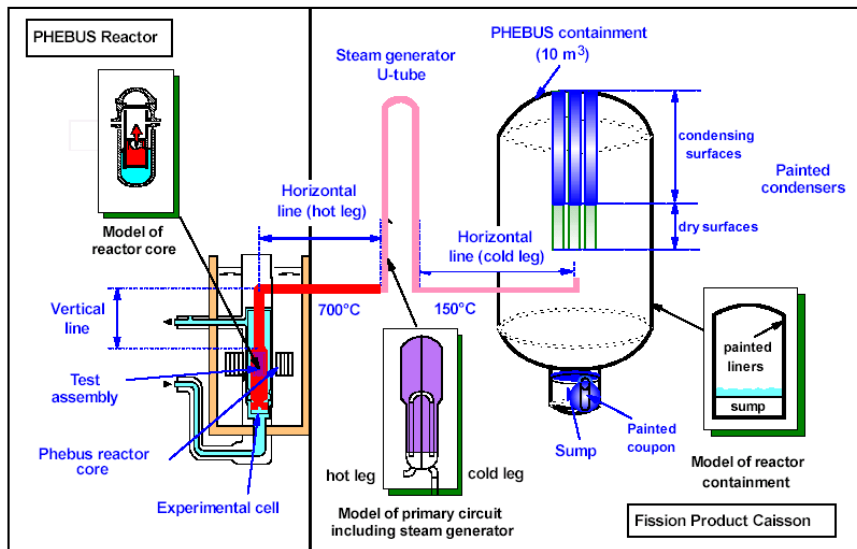 PHEBUS Reactor
Model of
reactor core
Vertical
line
Test
assembly
Phebus reactor
core
Experimental cell
Horizontal
line (hot leg)
700°C
Steam generator
U-tube
Horizontal
line (cold leg)
150°C
hot leg
cold leg
Model of primary circuit
including steam generator
PHEBUS containment
(10 m³)
condensing
surfaces
dry surfaces
Painted
condensers
Sump
Painted
coupon
painted
liners
sump
Model of reactor
containment
Fission Product Caisson